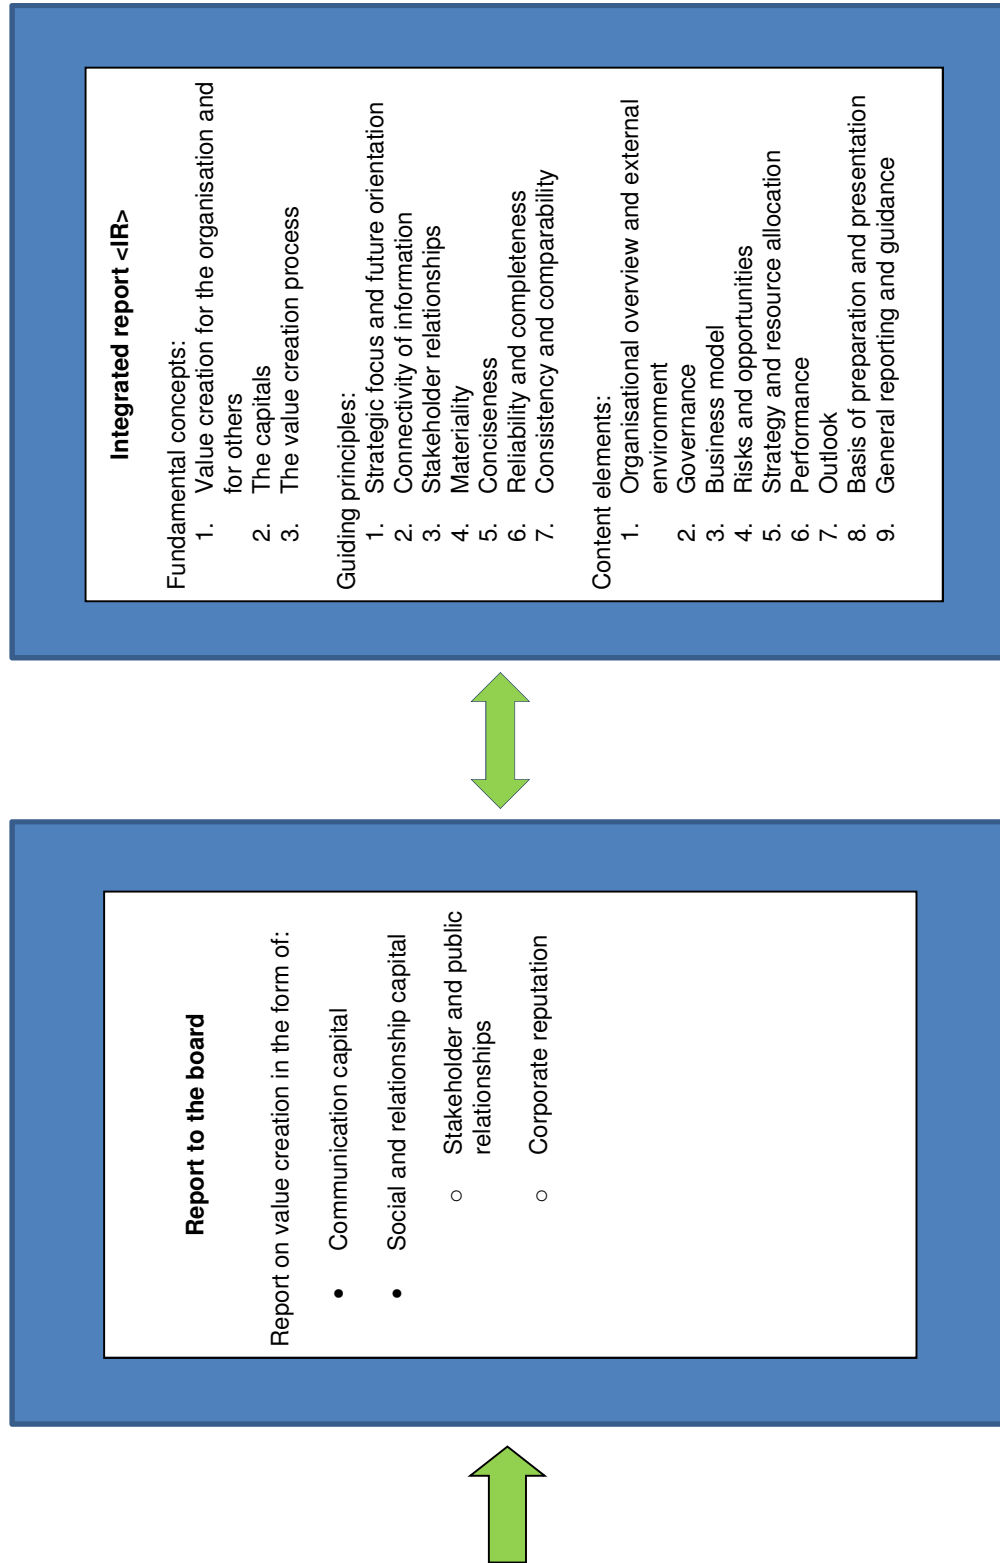 Report to the board
Report on value creation in the form of:
• Communication capital
• Social and relationship capital
○ Stakeholder and public
relationships
○ Corporate reputation
Integrated report <IR>
Fundamental concepts:
1. Value creation for the organisation and
for others
2. The capitals
3. The value creation process
Guiding principles:
1. Strategic focus and future orientation
2. Connectivity of information
3. Stakeholder relationships
4. Materiality
5. Conciseness
6. Reliability and completeness
7. Consistency and comparability
Content elements:
1. Organisational overview and external
environment
2. Governance
3. Business model
4. Risks and opportunities
5. Strategy and resource allocation
6. Performance
7. Outlook
8. Basis of preparation and presentation
9. General reporting and guidance